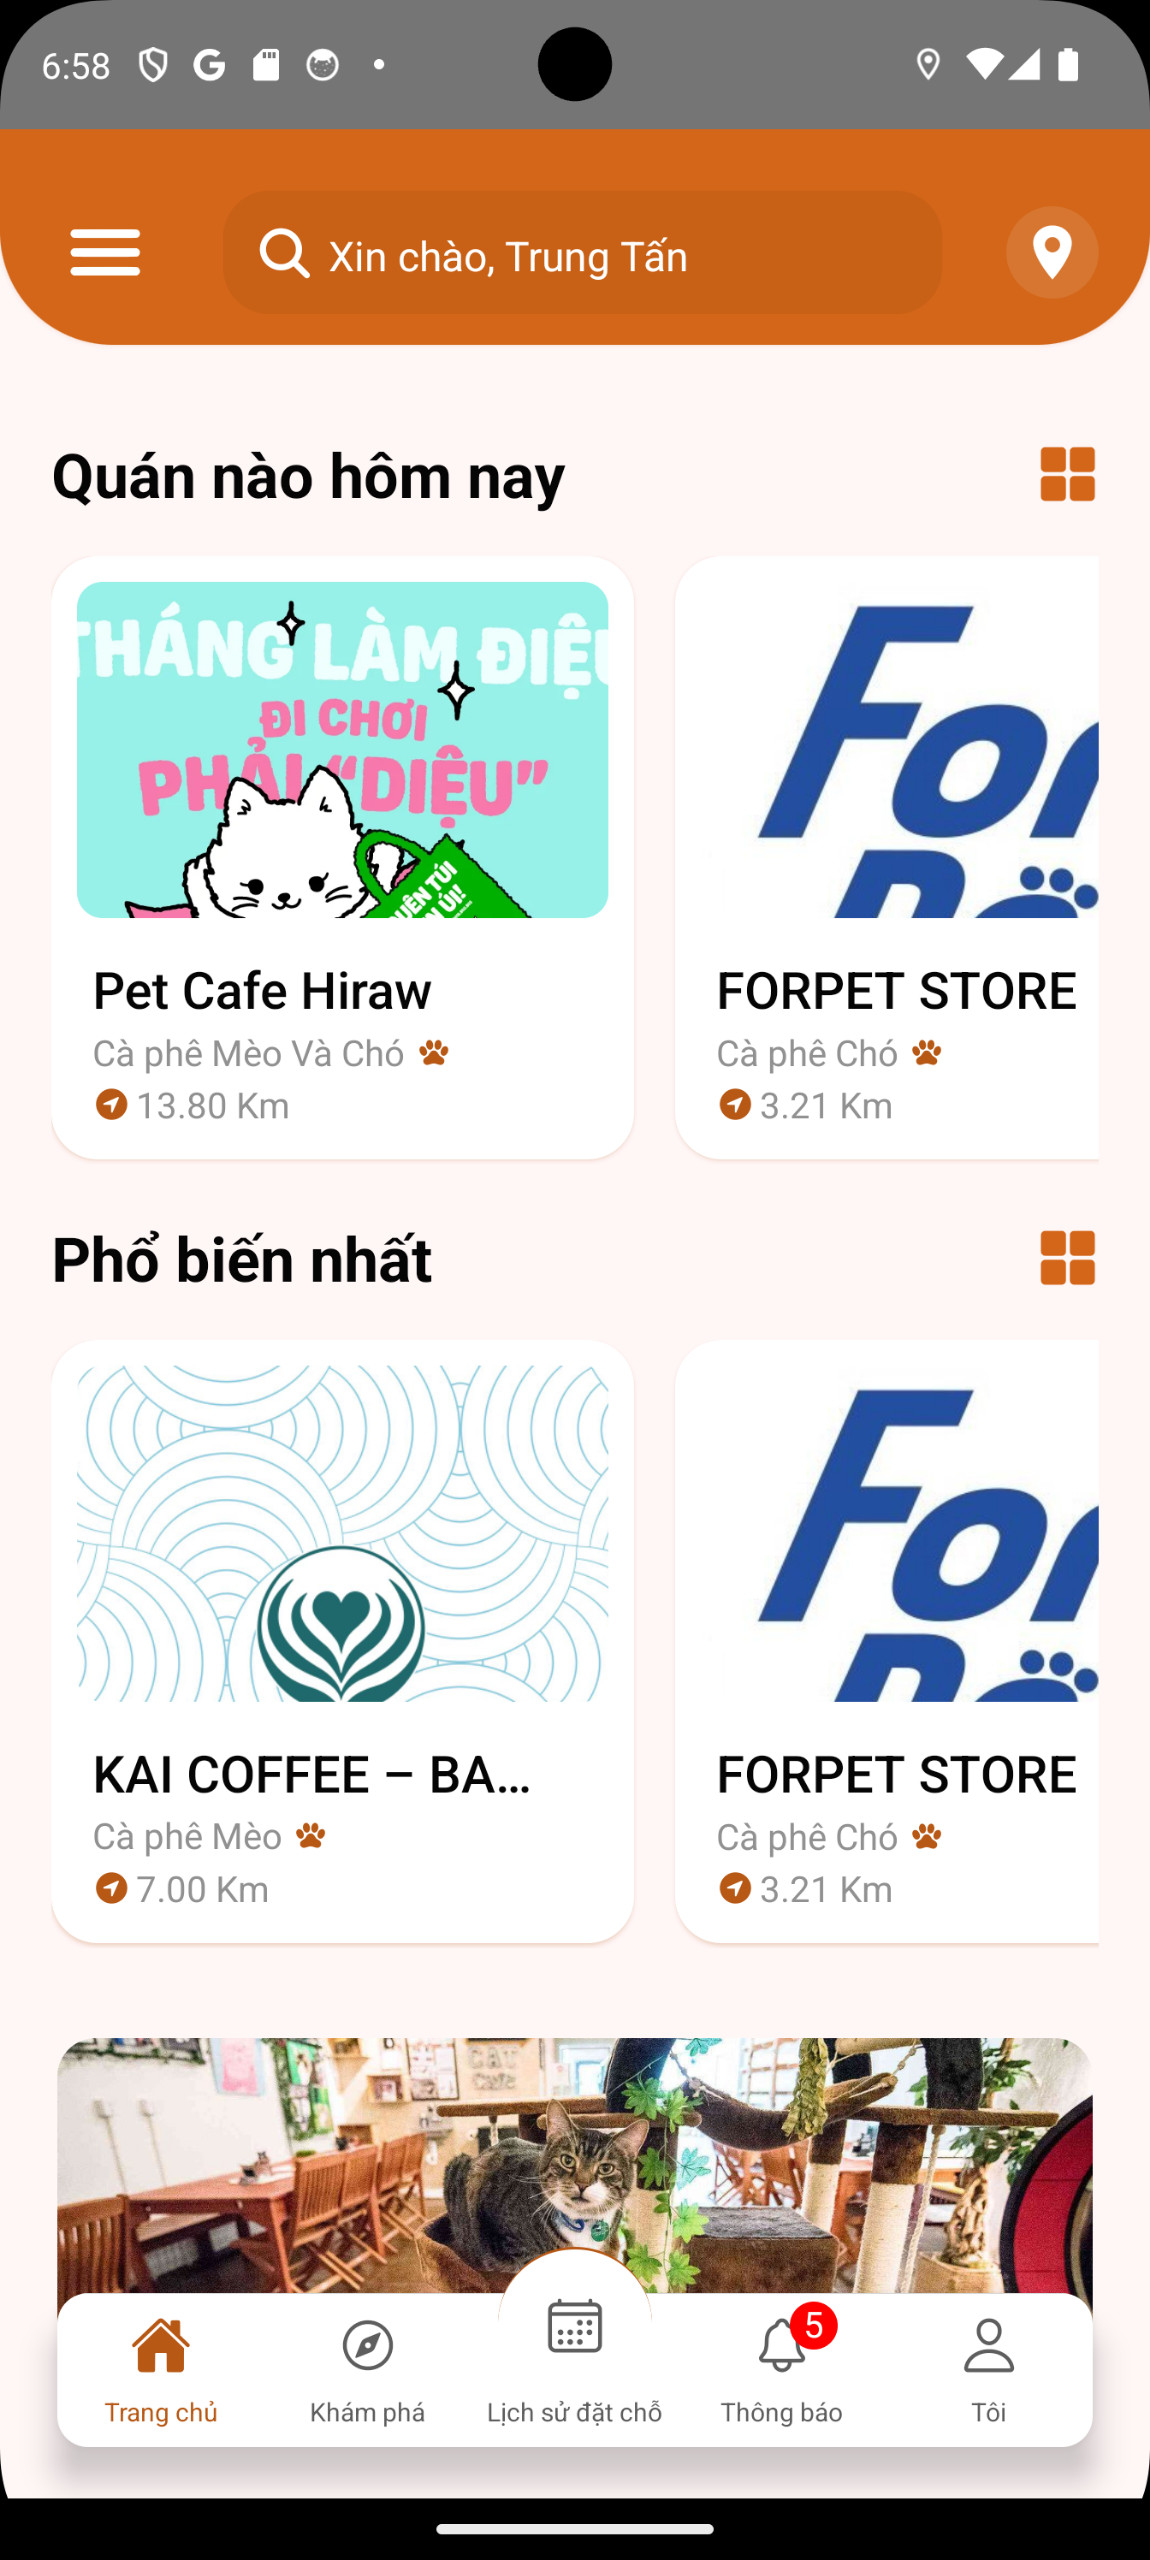 6:58
Xin chào, Trung Tấn
Quán nào hôm nay
THÁNG LÀM ĐIỆU
ĐI CHƠI
PHẢI “DIỆU”
Pet Cafe Hiraw
Cà phê Mèo Và Chó
13.80 Km
FORPET STORE
Cà phê Chó
3.21 Km
Phổ biến nhất
KAI COFFEE – BA...
Cà phê Mèo
7.00 Km
FORPET STORE
Cà phê Chó
3.21 Km
5
Trang chủ
Khám phá
Lịch sử đặt chỗ
Thông báo
Tôi